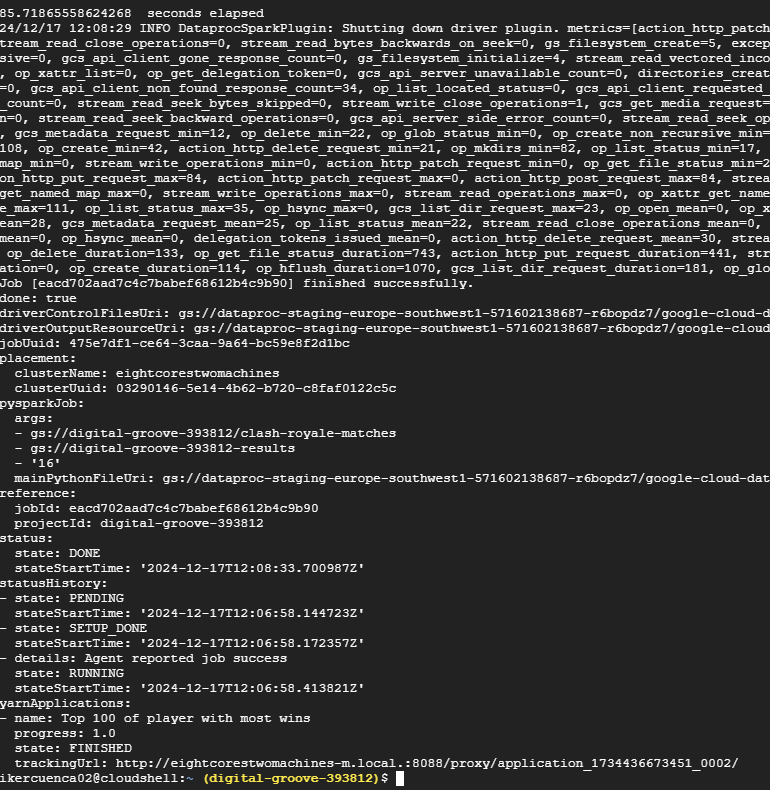 85.71865558624268  seconds elapsed
24/12/17 12:08:29 INFO DataprocSparkPlugin: Shutting down driver plugin. metrics=[action_http_patch
tream_read_close_operations=0, stream_read_bytes_backwards_on_seek=0, gs_filesystem_create=5, excep
sive=0, gcs_api_client_gone_response_count=0, gs_filesystem_initialize=4, stream_read_vectored_inco
, op_xattr_list=0, op_get_delegation_token=0, gcs_api_server_unavailable_count=0, directories_creat
=0, gcs_api_client_non_found_response_count=34, op_list_located_status=0, gcs_api_client_requested_
_count=0, stream_read_seek_bytes_skipped=0, stream_write_close_operations=1, gcs_get_media_request=
n=0, stream_read_seek_backward_operations=0, gcs_api_server_side_error_count=0, stream_read_seek_op
, gcs_metadata_request_min=12, op_delete_min=22, op_glob_status_min=0, op_create_non_recursive_min=
108, op_create_min=42, action_http_delete_request_min=21, op_mkdirs_min=82, op_list_status_min=17,
map_min=0, stream_write_operations_min=0, action_http_patch_request_min=0, op_get_file_status_min=2
on_http_put_request_max=84, action_http_patch_request_max=0, action_http_post_request_max=84, strea
get_named_map_max=0, stream_write_operations_max=0, stream_read_operations_max=0, op_xattr_get_name
e_max=111, op_list_status_max=35, op_hsync_max=0, gcs_list_dir_request_max=23, op_open_mean=0, op_x
ean=28, gcs_metadata_request_mean=25, op_list_status_mean=22, stream_read_close_operations_mean=0,
mean=0, op_hsync_mean=0, delegation_tokens_issued_mean=0, action_http_delete_request_mean=30, strea
 op_delete_duration=133, op_get_file_status_duration=743, action_http_put_request_duration=441, str
ation=0, op_create_duration=114, op_hflush_duration=1070, gcs_list_dir_request_duration=181, op_glo
Job [eacd702aad7c4c7babef68612b4c9b90] finished successfully.
done: true
driverControlFilesUri: gs://dataproc-staging-europe-southwest1-571602138687-r6bopdz7/google-cloud-d
driverOutputResourceUri: gs://dataproc-staging-europe-southwest1-571602138687-r6bopdz7/google-cloud
jobUuid: 475e7df1-ce64-3caa-9a64-bc59e8f2d1bc
placement:
  clusterName: eightcorestwomachines
  clusterUuid: 03290146-5e14-4b62-b720-c8faf0122c5c
pysparkJob:
  args:
  - gs://digital-groove-393812/clash-royale-matches
  - gs://digital-groove-393812-results
  - '16'
  mainPythonFileUri: gs://dataproc-staging-europe-southwest1-571602138687-r6bopdz7/google-cloud-dat
reference:
  jobId: eacd702aad7c4c7babef68612b4c9b90
  projectId: digital-groove-393812
status:
  state: DONE
  stateStartTime: '2024-12-17T12:08:33.700987Z'
statusHistory:
- state: PENDING
  stateStartTime: '2024-12-17T12:06:58.144723Z'
- state: SETUP_DONE
  stateStartTime: '2024-12-17T12:06:58.172357Z'
- details: Agent reported job success
  state: RUNNING
  stateStartTime: '2024-12-17T12:06:58.413821Z'
yarnApplications:
- name: Top 100 of player with most wins
  progress: 1.0
  state: FINISHED
  trackingUrl: http://eightcorestwomachines-m.local.:8088/proxy/application_1734436673451_0002/
ikercuenca02@cloudshell:~ (digital-groove-393812)$